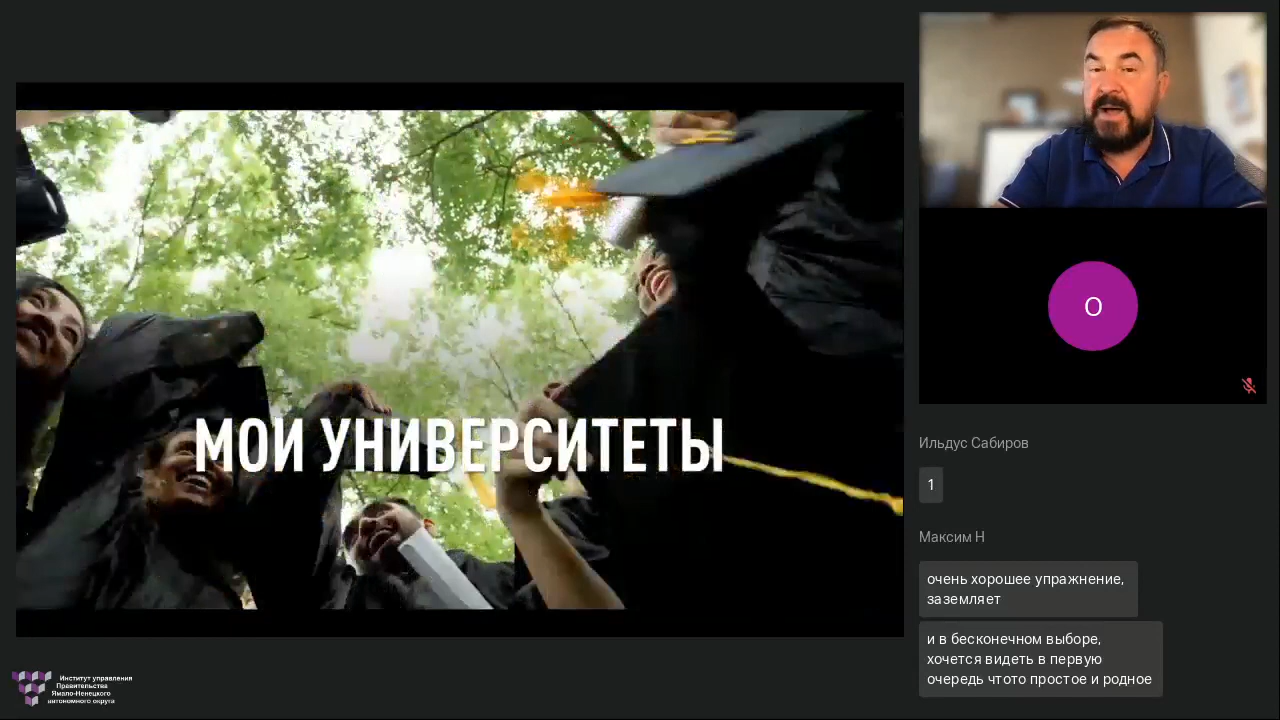 МОИ УНИВЕРСИТЕТЫ
О
Ильдус Сабиров
1
Максим Н
очень хорошее упражнение,
заземляет
и в бесконечном выборе,
хочется видеть в первую
очередь чтото простое и родное
Институт управления
Правительства
Ямало-Ненецкого
автономного округа